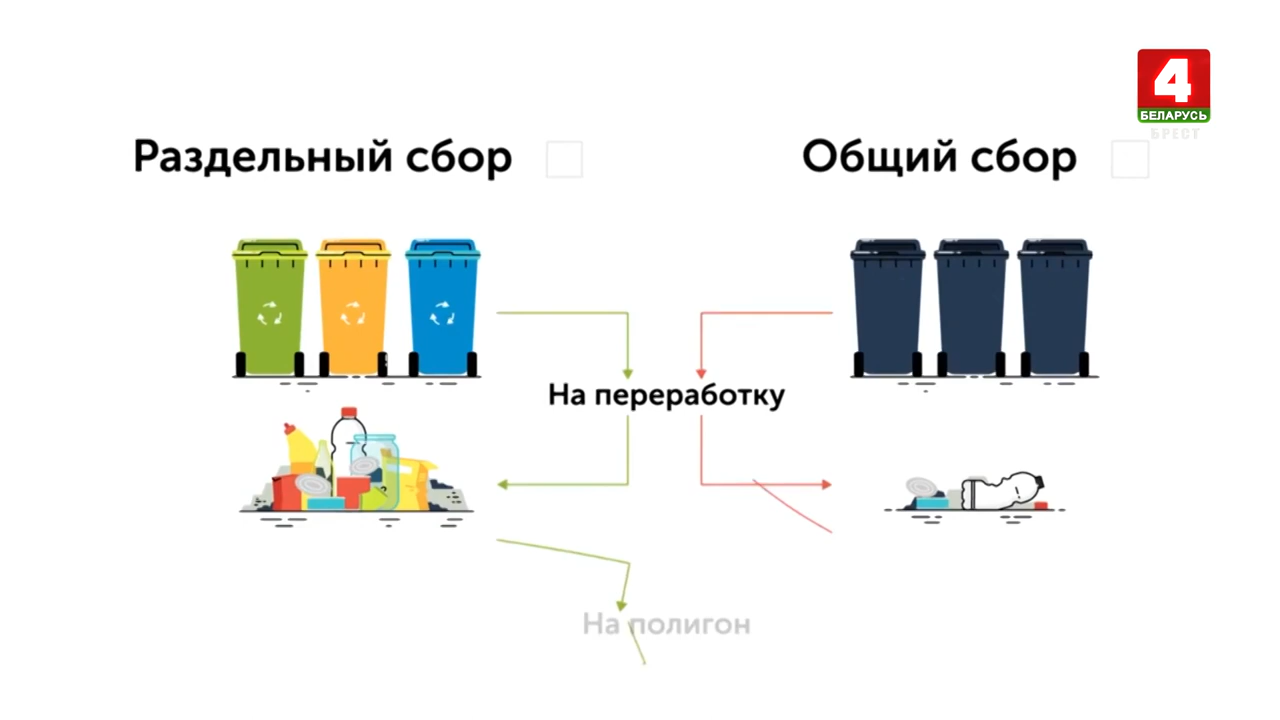 4
БЕЛАРУСЬ
БРЕСТ
Раздельный сбор
Общий сбор
На переработку
На полигон